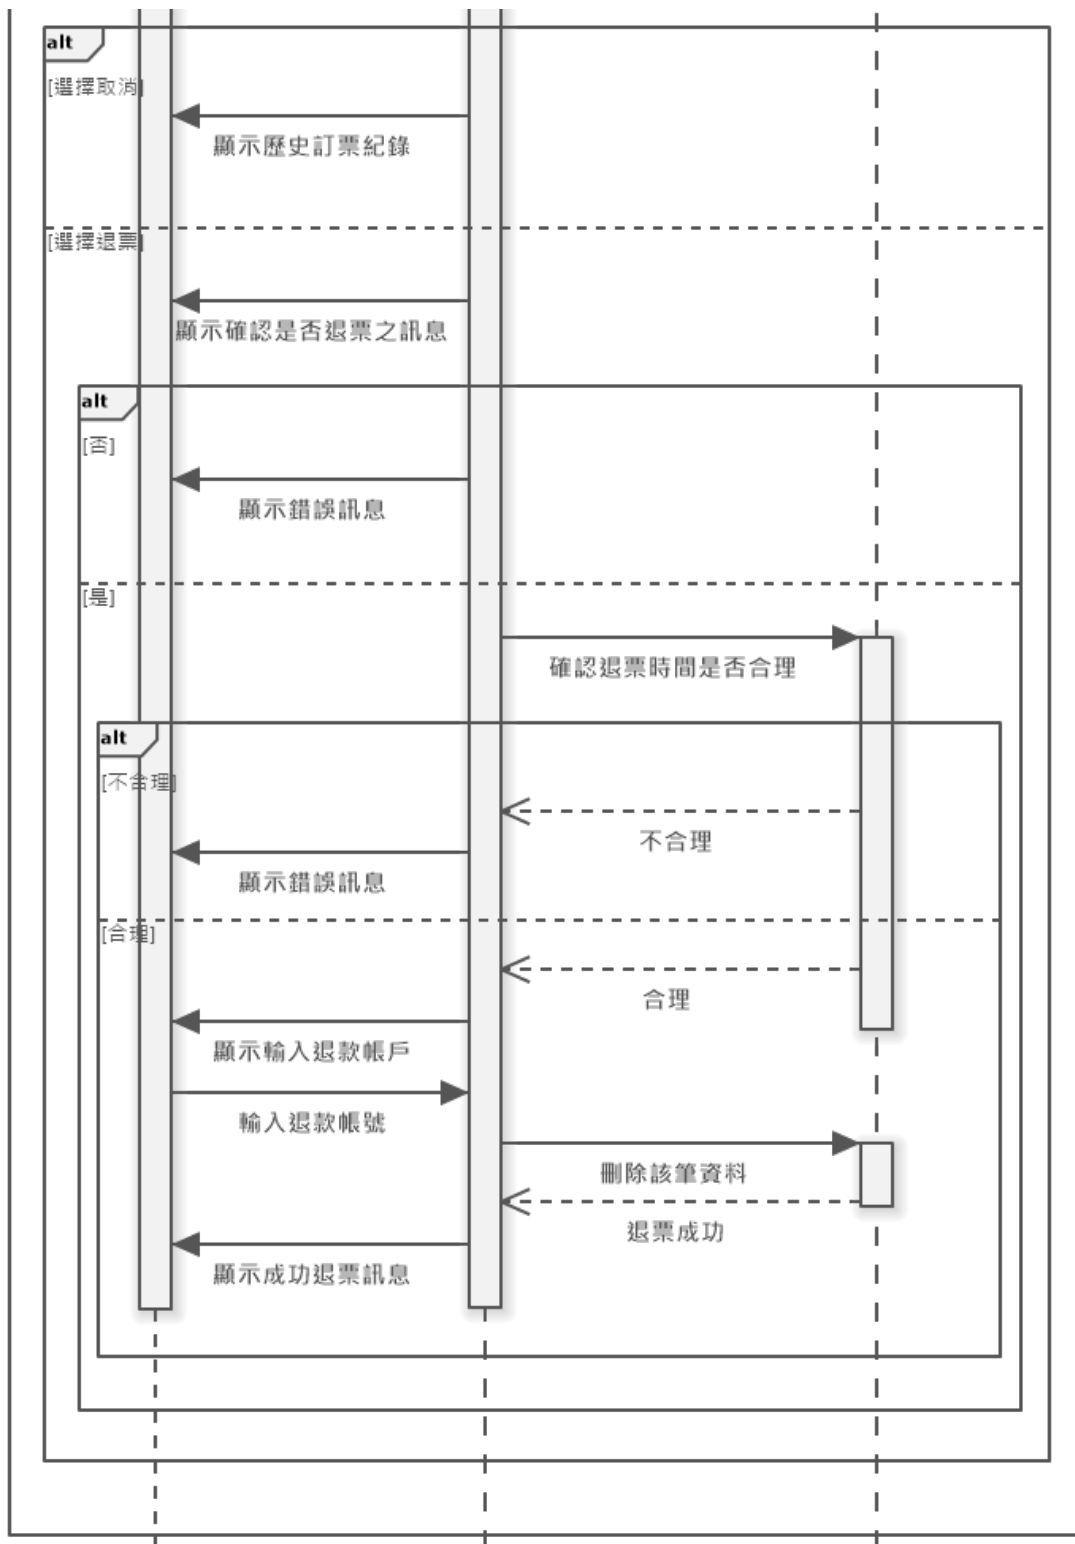 alt
[選擇取消]
顯示歷史訂票紀錄
[選擇退票]
顯示確認是否退票之訊息
alt
[否]
顯示錯誤訊息
[是]
確認退票時間是否合理
alt
[不合理]
不合理
顯示錯誤訊息
[合理]
合理
顯示輸入退款帳戶
輸入退款帳號
刪除該筆資料
退票成功
顯示成功退票訊息